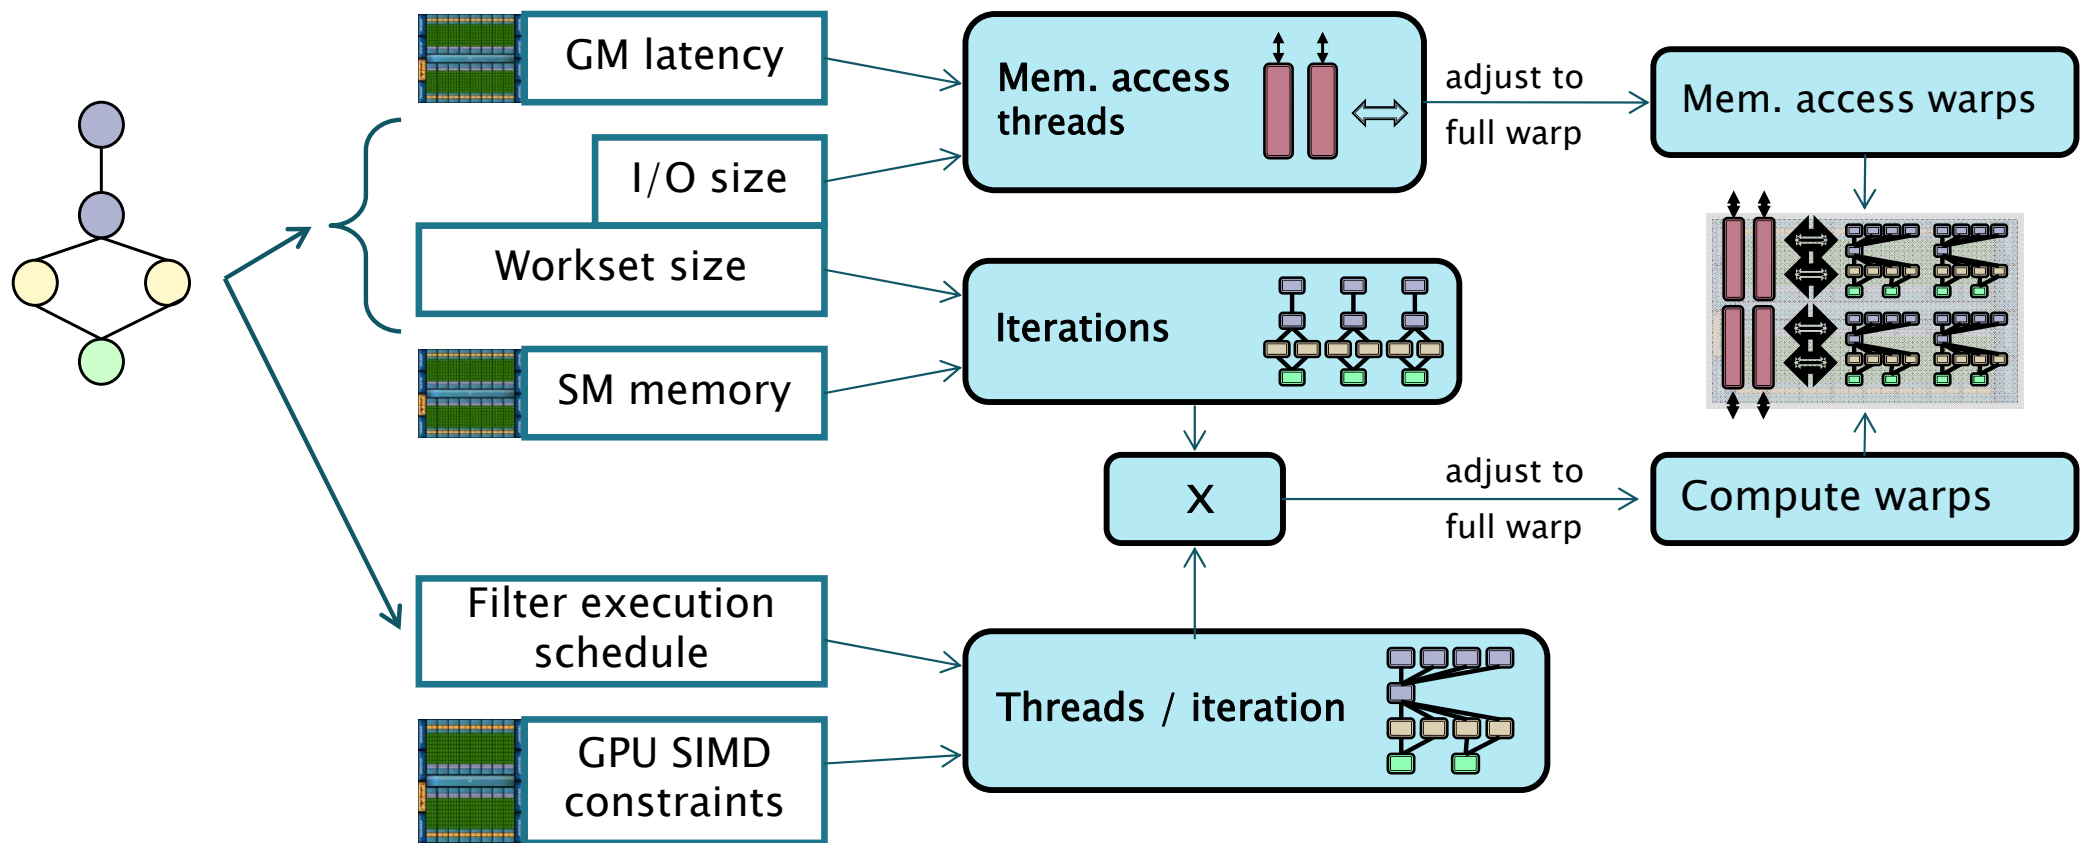 GM latency
I/O size
Workset size
SM memory
Filter execution
schedule
GPU SIMD
constraints
Mem. access
threads
Iterations
x
Threads / iteration
adjust to
full warp
adjust to
full warp
Mem. access warps
Compute warps